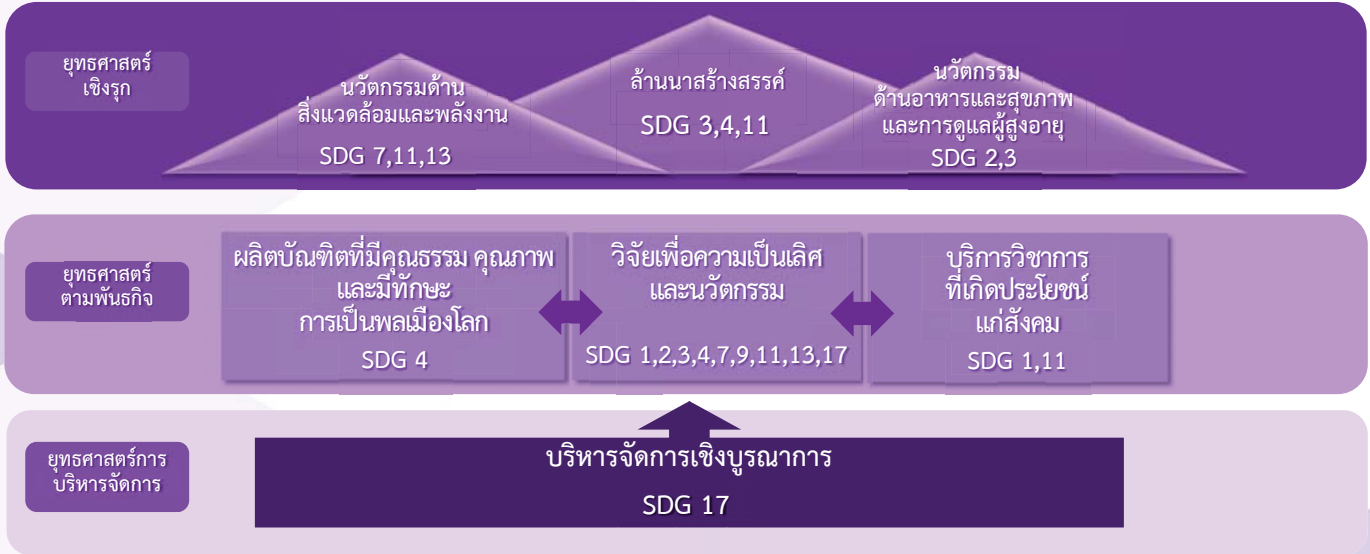 ยุทธศาสตร์
เชิงรุก
นวัตกรรมด้าน
สิ่งแวดล้อมและพลังงาน
SDG 7,11,13
ล้านนาสร้างสรรค์
SDG 3,4,11
นวัตกรรม
ด้านอาหารและสุขภาพ
และการดูแลผู้สูงอายุ
SDG 2,3
ยุทธศาสตร์
ตามพันธกิจ
ผลิตบัณฑิตที่มีคุณธรรม คุณภาพ
และมีทักษะ
การเป็นพลเมืองโลก
SDG 4
วิจัยเพื่อความเป็นเลิศ
และนวัตกรรม
SDG 1,2,3,4,7,9,11,13,17
บริการวิชาการ
ที่เกิดประโยชน์
แก่สังคม
SDG 1,11
ยุทธศาสตร์การ
บริหารจัดการ
บริหารจัดการเชิงบูรณาการ
SDG 17